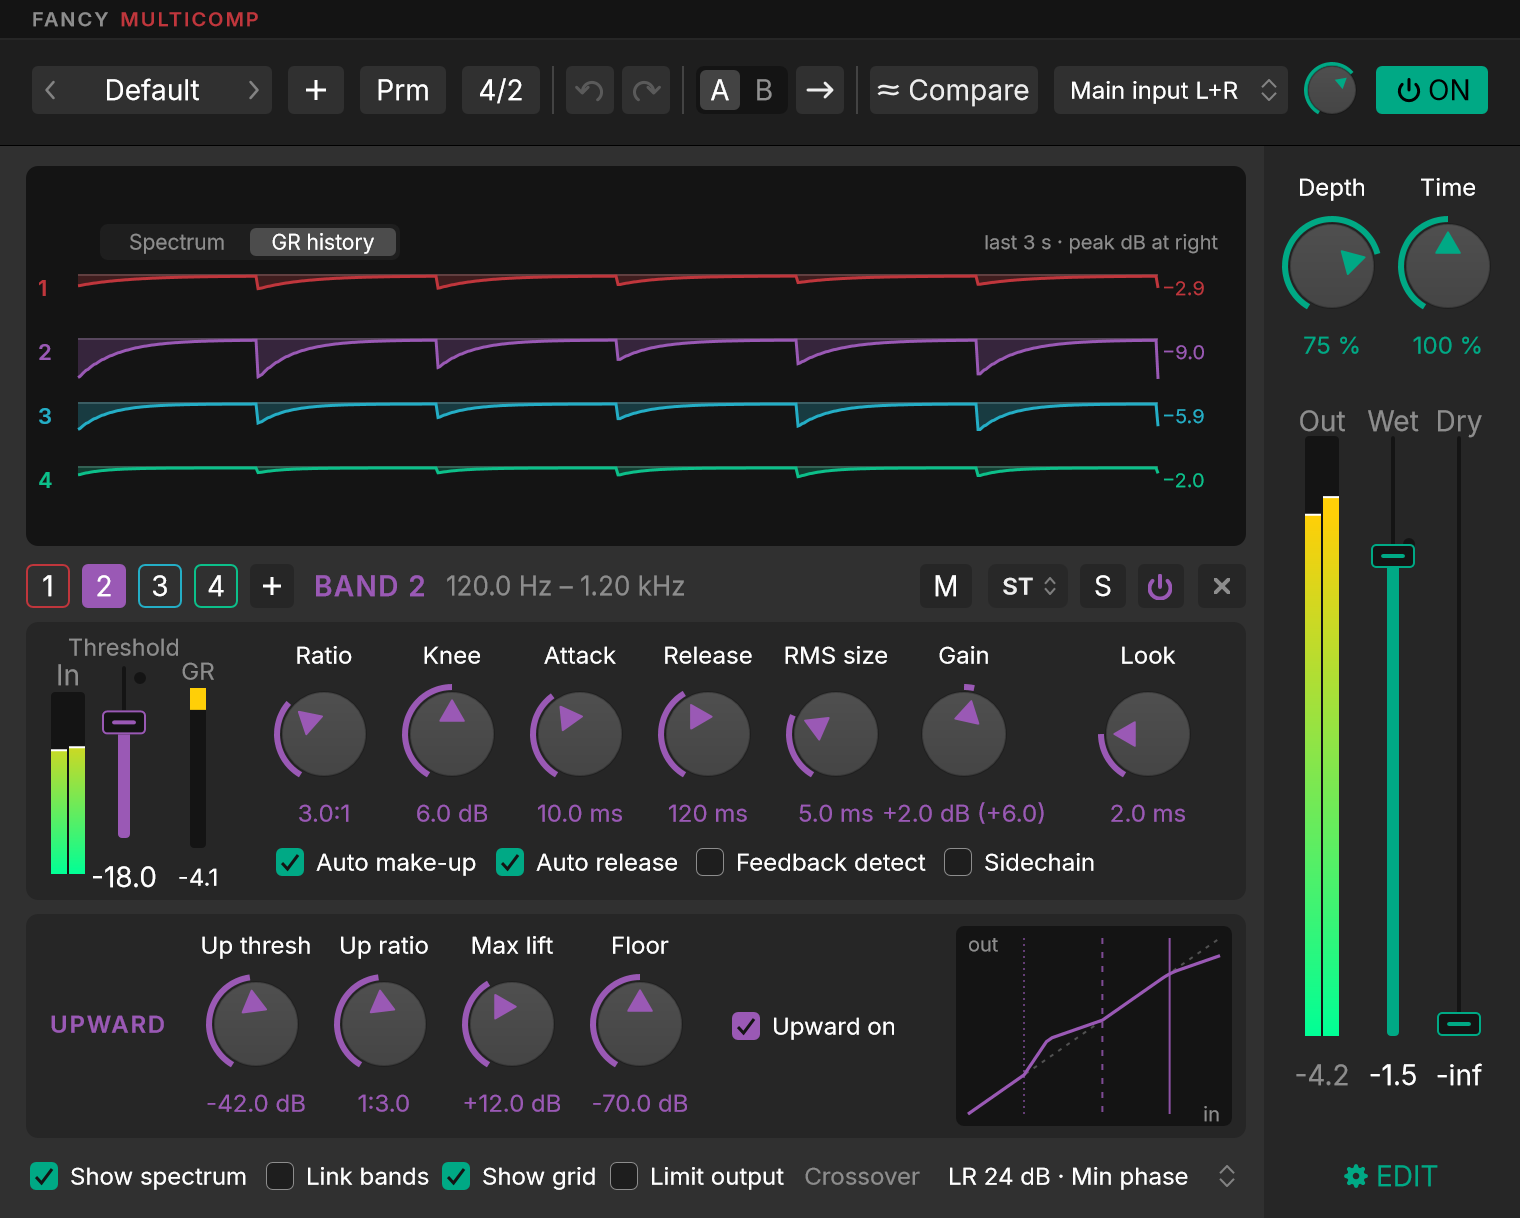 FANCY MULTICOMP
Default + Prm 4/2 A B → ≈ Compare Main input L+R ON
Spectrum GR history last 3 s · peak dB at right
1 −2.9
2 −9.0
3 −5.9
4 −2.0
Depth Time
75 % 100 %
Out Wet Dry
-4.2 -1.5 -inf
1 2 3 4 + BAND 2 120.0 Hz – 1.20 kHz M ST S ×
Threshold
In GR
-18.0 -4.1
Ratio Knee Attack Release RMS size Gain Look
3.0:1 6.0 dB 10.0 ms 120 ms 5.0 ms +2.0 dB (+6.0) 2.0 ms
Auto make-up Auto release Feedback detect Sidechain
Up thresh Up ratio Max lift Floor
UPWARD
-42.0 dB 1:3.0 +12.0 dB -70.0 dB
Upward on
out
in
Show spectrum Link bands Show grid Limit output Crossover LR 24 dB · Min phase
EDIT